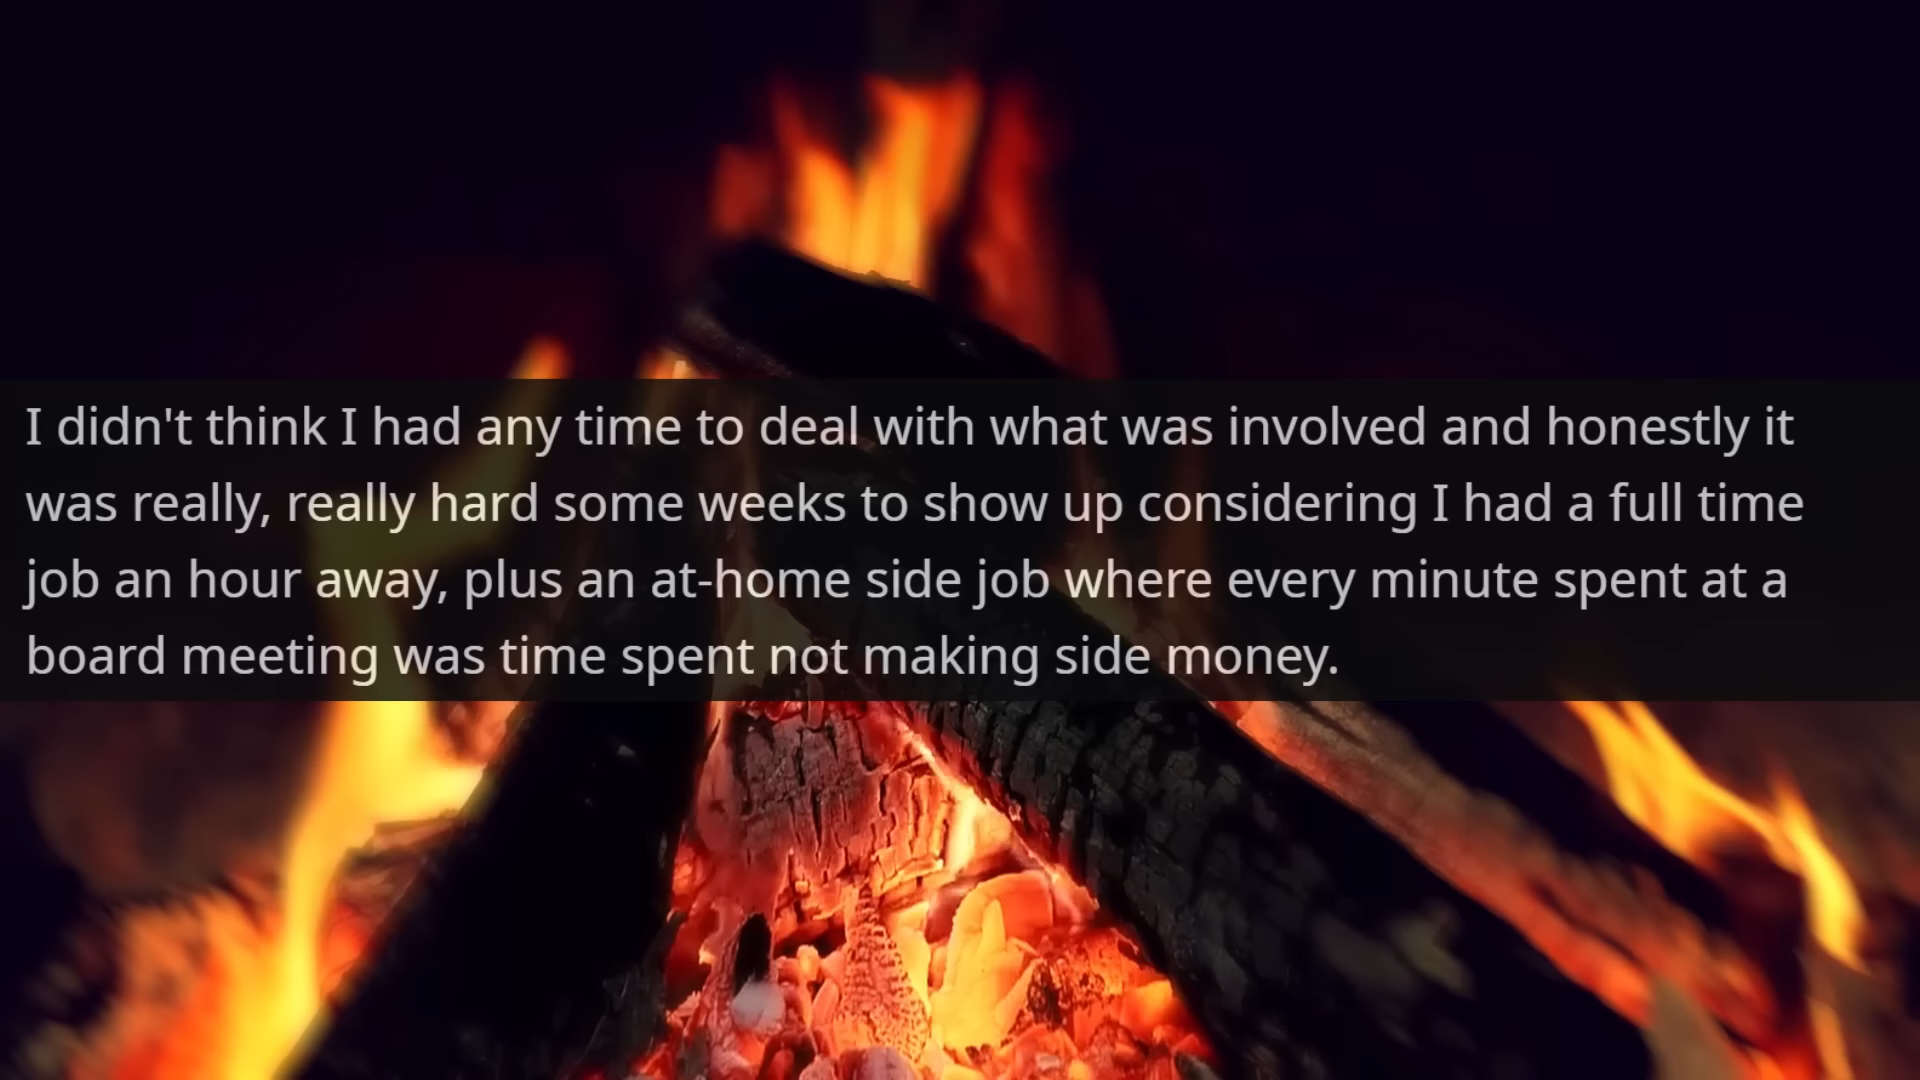 I didn't think I had any time to deal with what was involved and honestly it
was really, really hard some weeks to show up considering I had a full time
job an hour away, plus an at-home side job where every minute spent at a
board meeting was time spent not making side money.